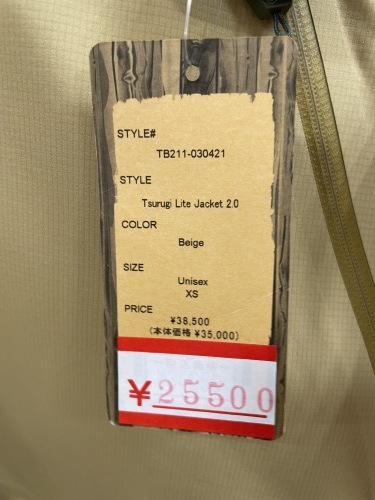 STYLE#
TB211-030421
STYLE
Tsurugi Lite Jacket 2.0
COLOR
Beige
SIZE
Unisex
XS
PRICE
¥38,500
(本体価格 ¥35,000)
¥25500